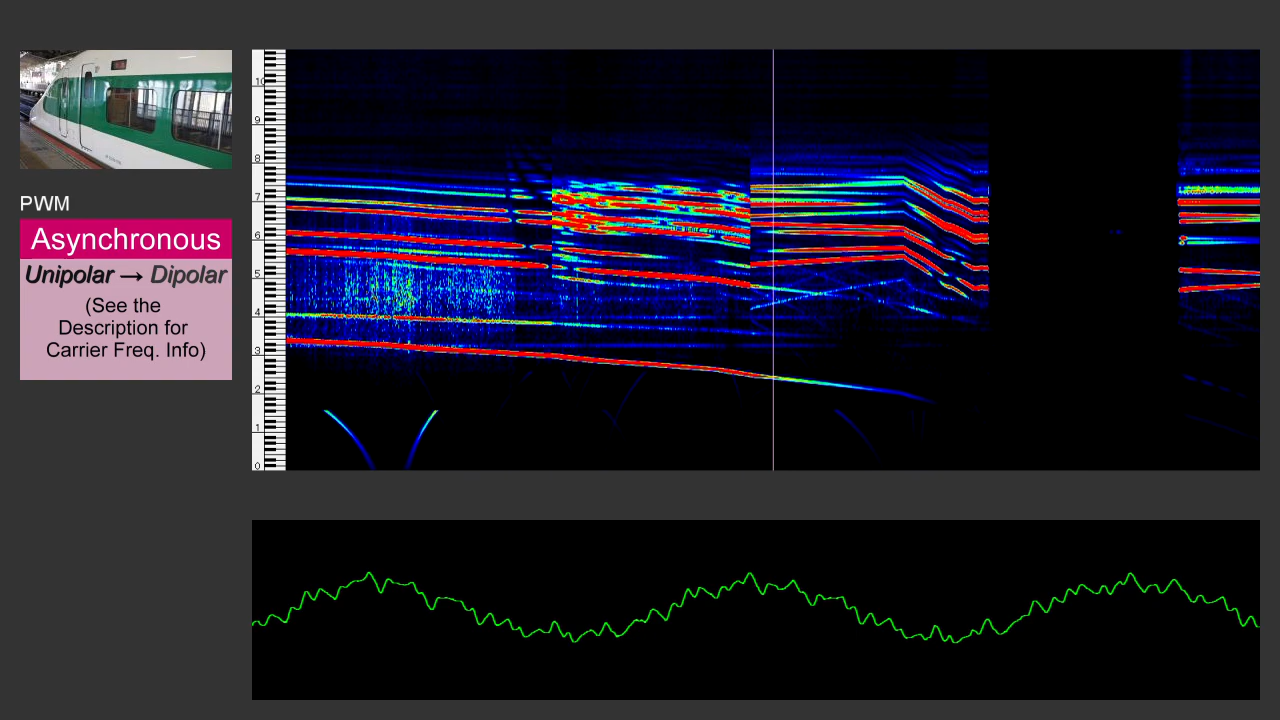 PWM
Asynchronous
Unipolar → Dipolar
(See the
Description for
Carrier Freq. Info)
10
9
8
7
6
5
4
3
2
1
0